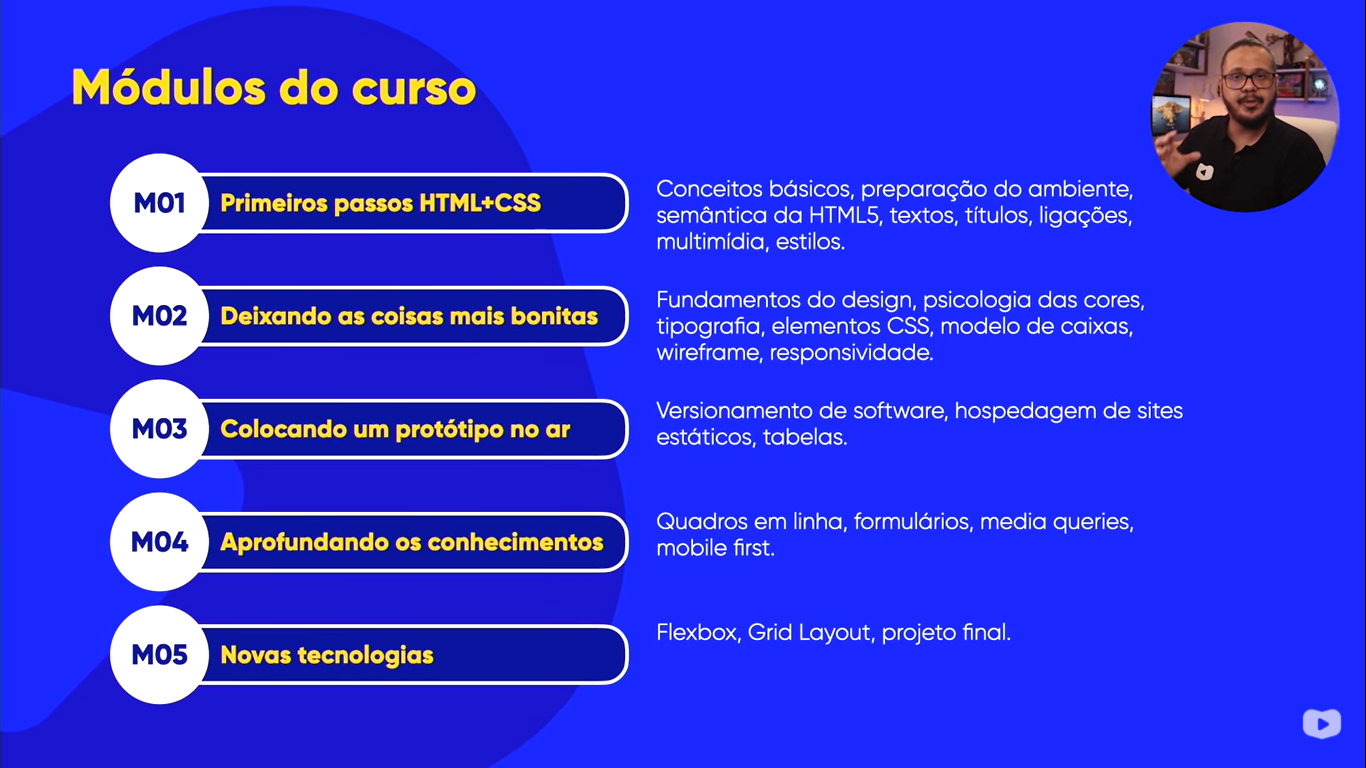 Módulos do curso
M01
Primeiros passos HTML+CSS
Conceitos básicos, preparação do ambiente,
semântica da HTML5, textos, títulos, ligações,
multimídia, estilos.
M02
Deixando as coisas mais bonitas
Fundamentos do design, psicologia das cores,
tipografia, elementos CSS, modelo de caixas,
wireframe, responsividade.
M03
Colocando um protótipo no ar
Versionamento de software, hospedagem de sites
estáticos, tabelas.
M04
Aprofundando os conhecimentos
Quadros em linha, formulários, media queries,
mobile first.
M05
Novas tecnologias
Flexbox, Grid Layout, projeto final.